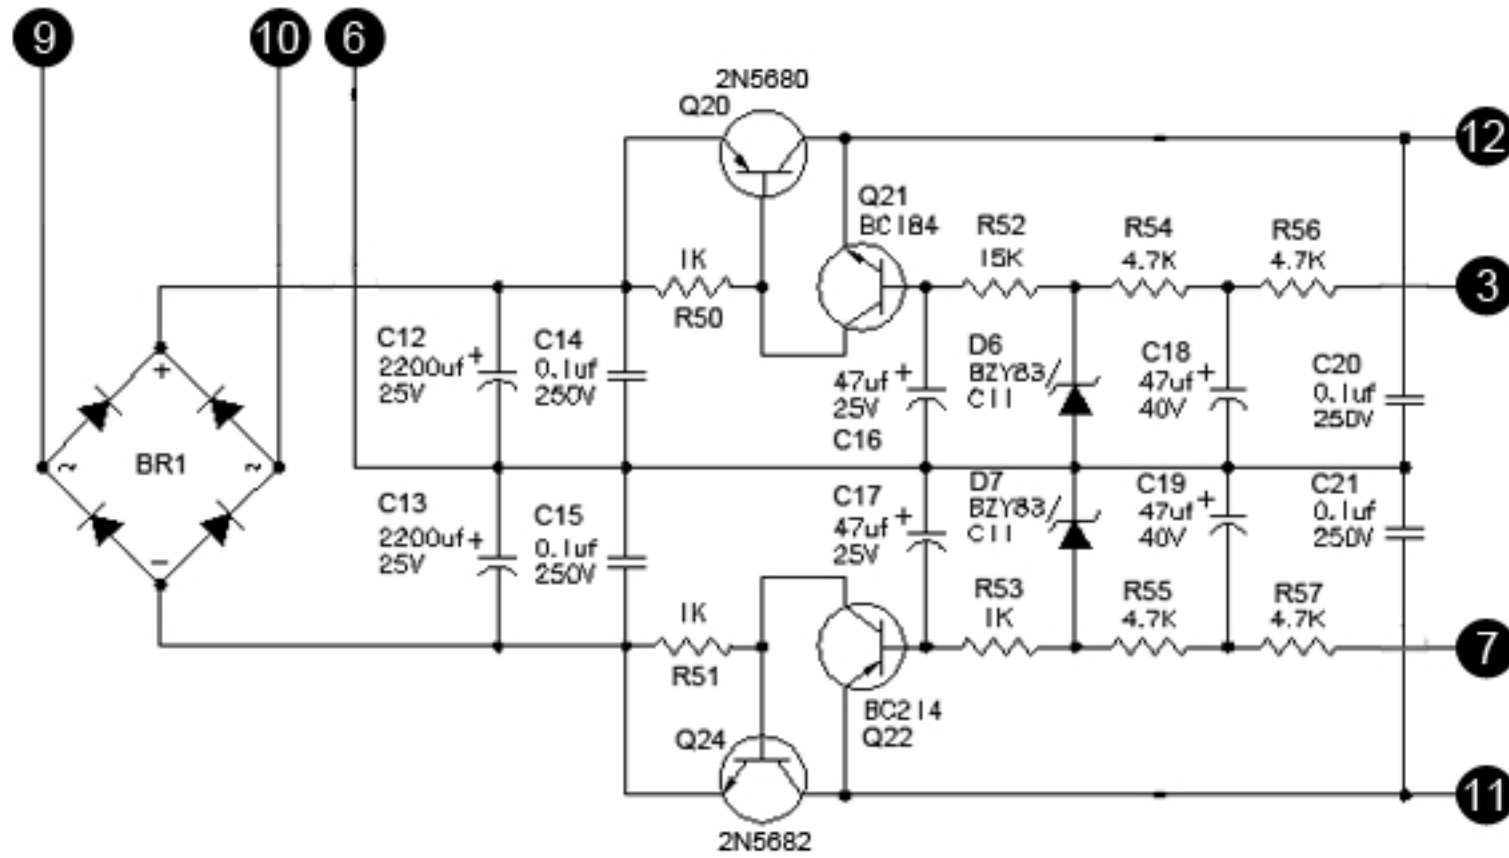 9
10
6
2N5680
Q20
12
Q21
BC184
R52
15K
R54
4.7K
R56
4.7K
3
1K
R50
C12
2200uf +
25V
C14
0.1uf
250V
47uf +
25V
C16
D6
BZY83/
C11
C18
47uf +
40V
C20
0.1uf
250V
+
~ BR1 ~
−
C13
2200uf +
25V
C15
0.1uf
250V
C17
47uf +
25V
D7
BZY83/
C11
C19
47uf +
40V
C21
0.1uf
250V
1K
R51
R53
1K
R55
4.7K
R57
4.7K
7
BC214
Q22
Q24
2N5682
11